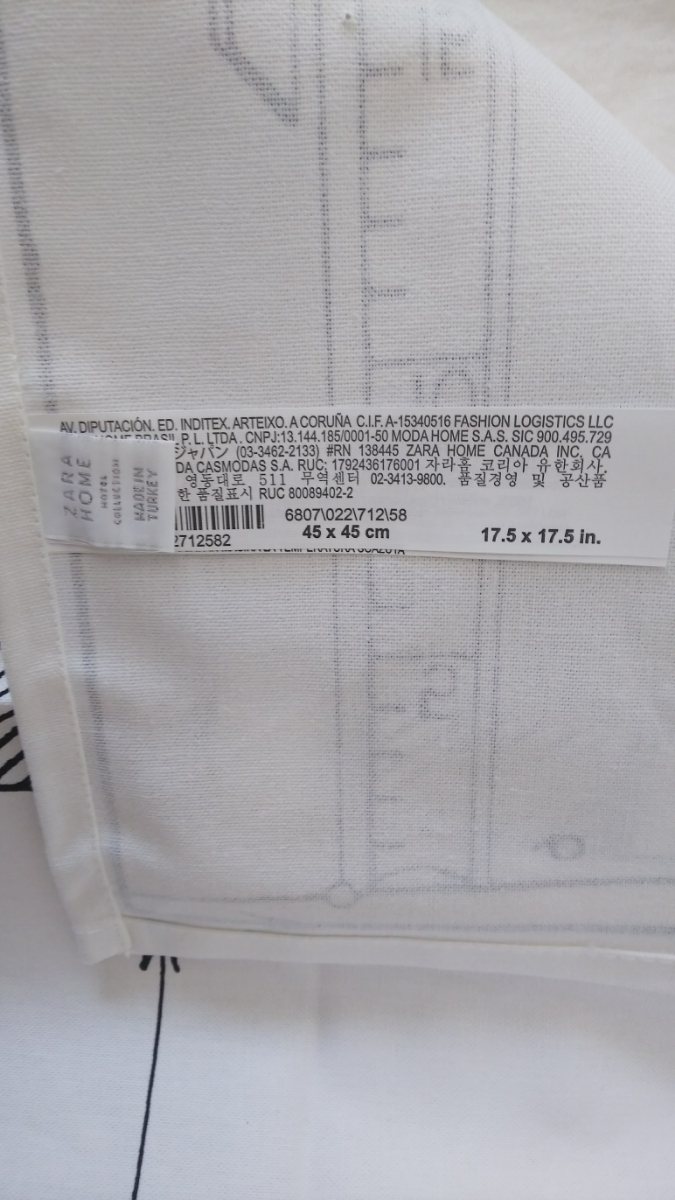 AV. DIPUTACIÓN. ED. INDITEX. ARTEIXO. A CORUÑA C.I.F. A-15340516 FASHION LOGISTICS LLC
HOME BRASIL P. L. LTDA. CNPJ:13.144.185/0001-50 MODA HOME S.A.S. SIC 900.495.729
ジャパン (03-3462-2133) #RN 138445 ZARA HOME CANADA INC. CA
DA CASMODAS S.A. RUC: 1792436176001 자라홈 코리아 유한회사.
영동대로 511 무역센터 02-3413-9800. 품질경영 및 공산품
한 품질표시 RUC 80089402-2
6807\022\712\58
2712582 45 x 45 cm 17.5 x 17.5 in.
ZARA
HOME
HOTEL
COLLECTION
MADE IN
TURKEY